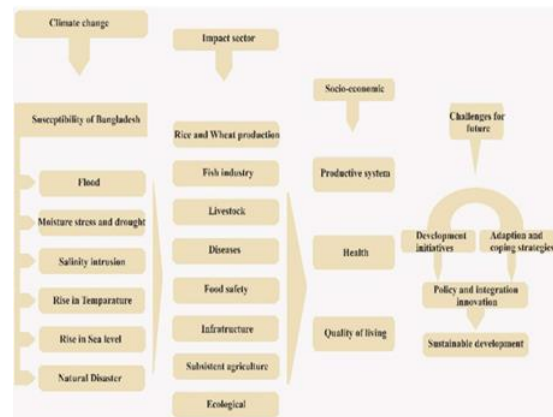 Climate change
Susceptibility of Bangladesh
Flood
Moisture stress and drought
Salinity intrusion
Rise in Temparature
Rise in Sea level
Natural Disaster
Impact sector
Rice and Wheat production
Fish industry
Livestock
Diseases
Food safety
Infratructure
Subsistent agriculture
Ecological
Socio-economic
Productive system
Health
Quality of living
Challenges for
future
Development
initiatives
Adaption and
coping strategies
Policy and integration
innovation
Sustainable development